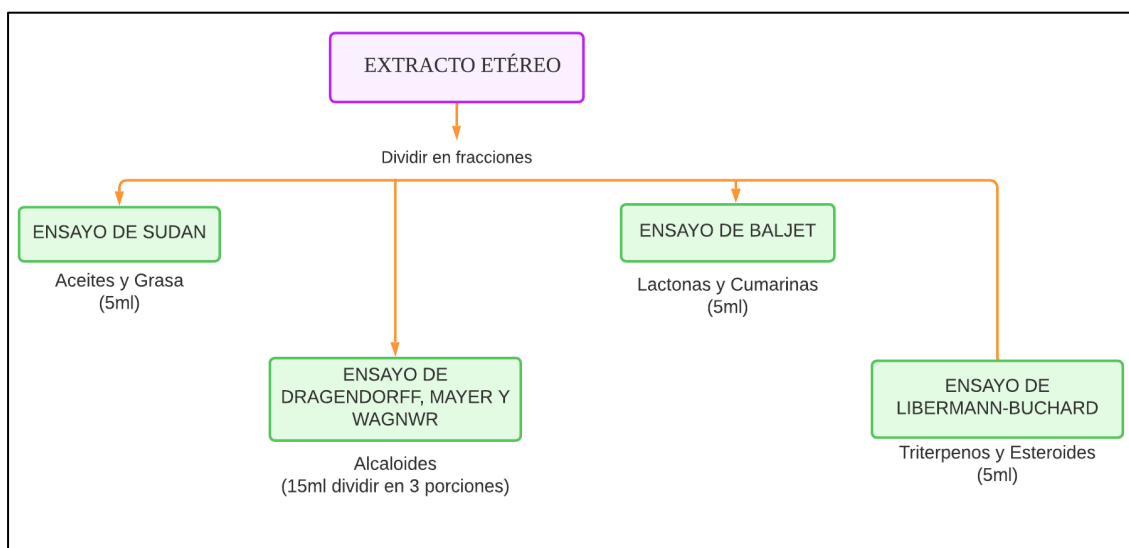 EXTRACTO ETÉREO
Dividir en fracciones
ENSAYO DE SUDAN
Aceites y Grasa
(5ml)
ENSAYO DE BALJET
Lactonas y Cumarinas
(5ml)
ENSAYO DE
DRAGENDORFF, MAYER Y
WAGNWR
Alcaloides
(15ml dividir en 3 porciones)
ENSAYO DE
LIBERMANN-BUCHARD
Triterpenos y Esteroides
(5ml)